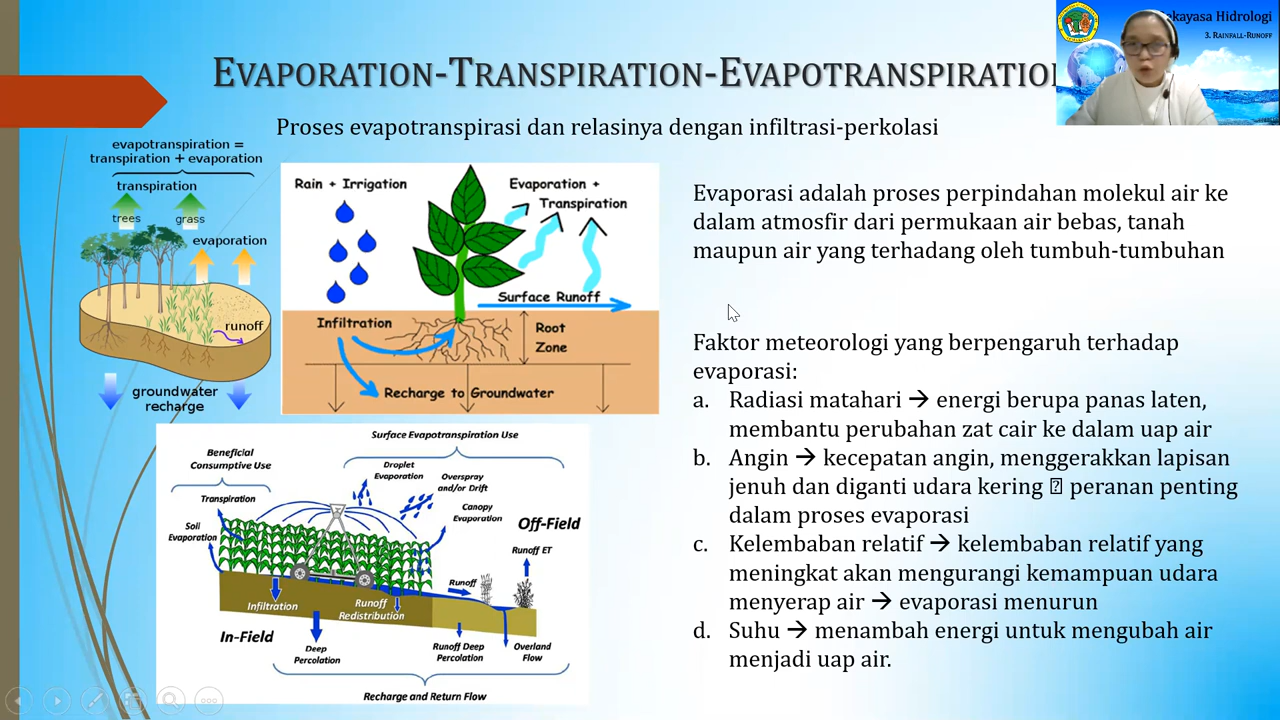 ekayasa Hidrologi
3. RAINFALL-RUNOFF
EVAPORATION-TRANSPIRATION-EVAPOTRANSPIRATION
Proses evapotranspirasi dan relasinya dengan infiltrasi-perkolasi
evapotranspiration =
transpiration + evaporation
transpiration
trees
grass
evaporation
runoff
groundwater
recharge
Rain + Irrigation
Evaporation +
Transpiration
Surface Runoff
Infiltration
Root
Zone
Recharge to Groundwater
Surface Evapotranspiration Use
Beneficial
Consumptive Use
Droplet
Evaporation
Overspray
and/or Drift
Transpiration
Canopy
Evaporation
Soil
Evaporation
Off-Field
Runoff ET
Runoff
Infiltration
Runoff
Redistribution
In-Field
Deep
Percolation
Runoff Deep
Percolation
Overland
Flow
Recharge and Return Flow
Evaporasi adalah proses perpindahan molekul air ke
dalam atmosfir dari permukaan air bebas, tanah
maupun air yang terhadang oleh tumbuh-tumbuhan
Faktor meteorologi yang berpengaruh terhadap
evaporasi:
a. Radiasi matahari → energi berupa panas laten,
membantu perubahan zat cair ke dalam uap air
b. Angin → kecepatan angin, menggerakkan lapisan
jenuh dan diganti udara kering ⍰ peranan penting
dalam proses evaporasi
c. Kelembaban relatif → kelembaban relatif yang
meningkat akan mengurangi kemampuan udara
menyerap air → evaporasi menurun
d. Suhu → menambah energi untuk mengubah air
menjadi uap air.